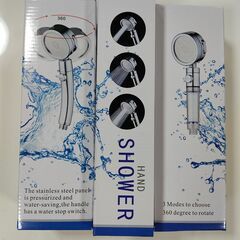 360
The stainless steel panel
is pressurized and
water-saving, the handle
has a water stop switch.
HAND
SHOWER
3 Modes to choose
360 degree to rotate